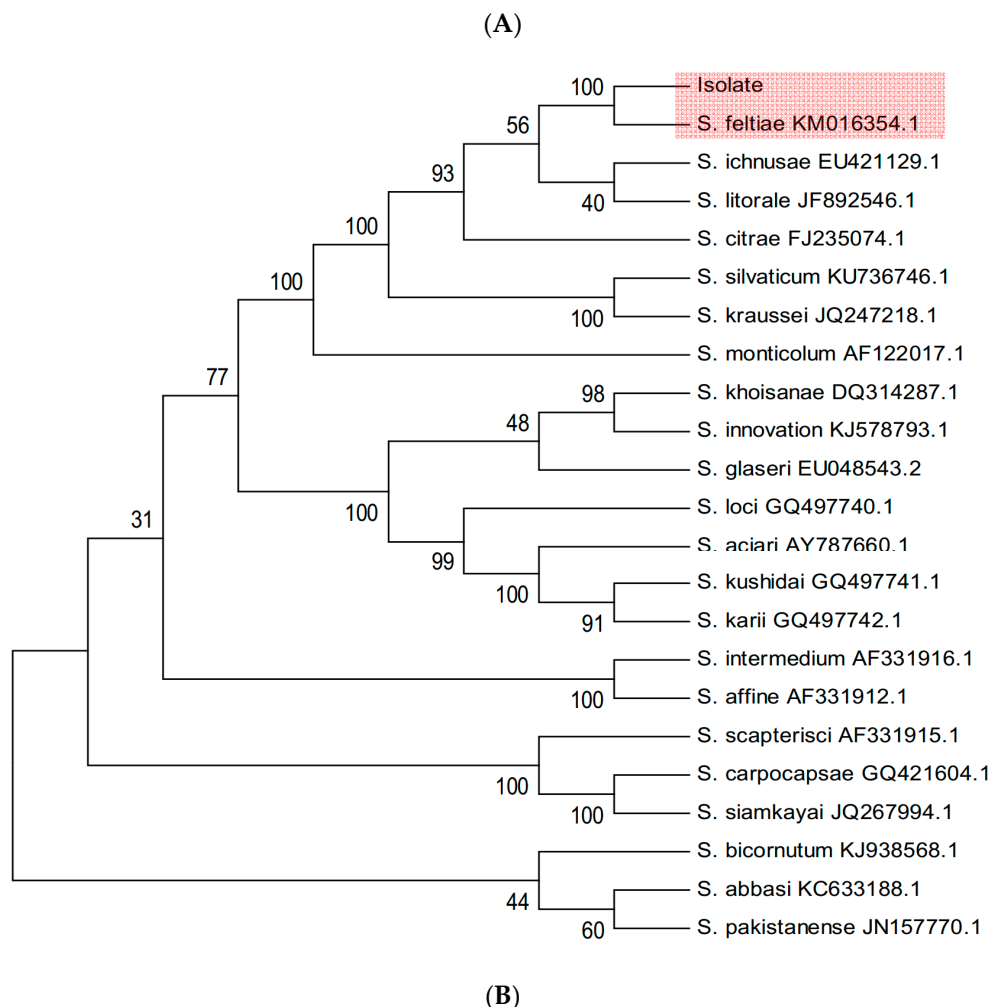 (A)
100
Isolate
S. feltiae KM016354.1
56
S. ichnusae EU421129.1
93
40
S. litorale JF892546.1
100
S. citrae FJ235074.1
100
S. silvaticum KU736746.1
100
S. kraussei JQ247218.1
77
S. monticolum AF122017.1
98
S. khoisanae DQ314287.1
48
S. innovation KJ578793.1
S. glaseri EU048543.2
100
31
S. loci GQ497740.1
99
S. aciari AY787660.1
100
S. kushidai GQ497741.1
91
S. karii GQ497742.1
S. intermedium AF331916.1
100
S. affine AF331912.1
S. scapterisci AF331915.1
100
S. carpocapsae GQ421604.1
100
S. siamkayai JQ267994.1
S. bicornutum KJ938568.1
44
S. abbasi KC633188.1
60
S. pakistanense JN157770.1
(B)